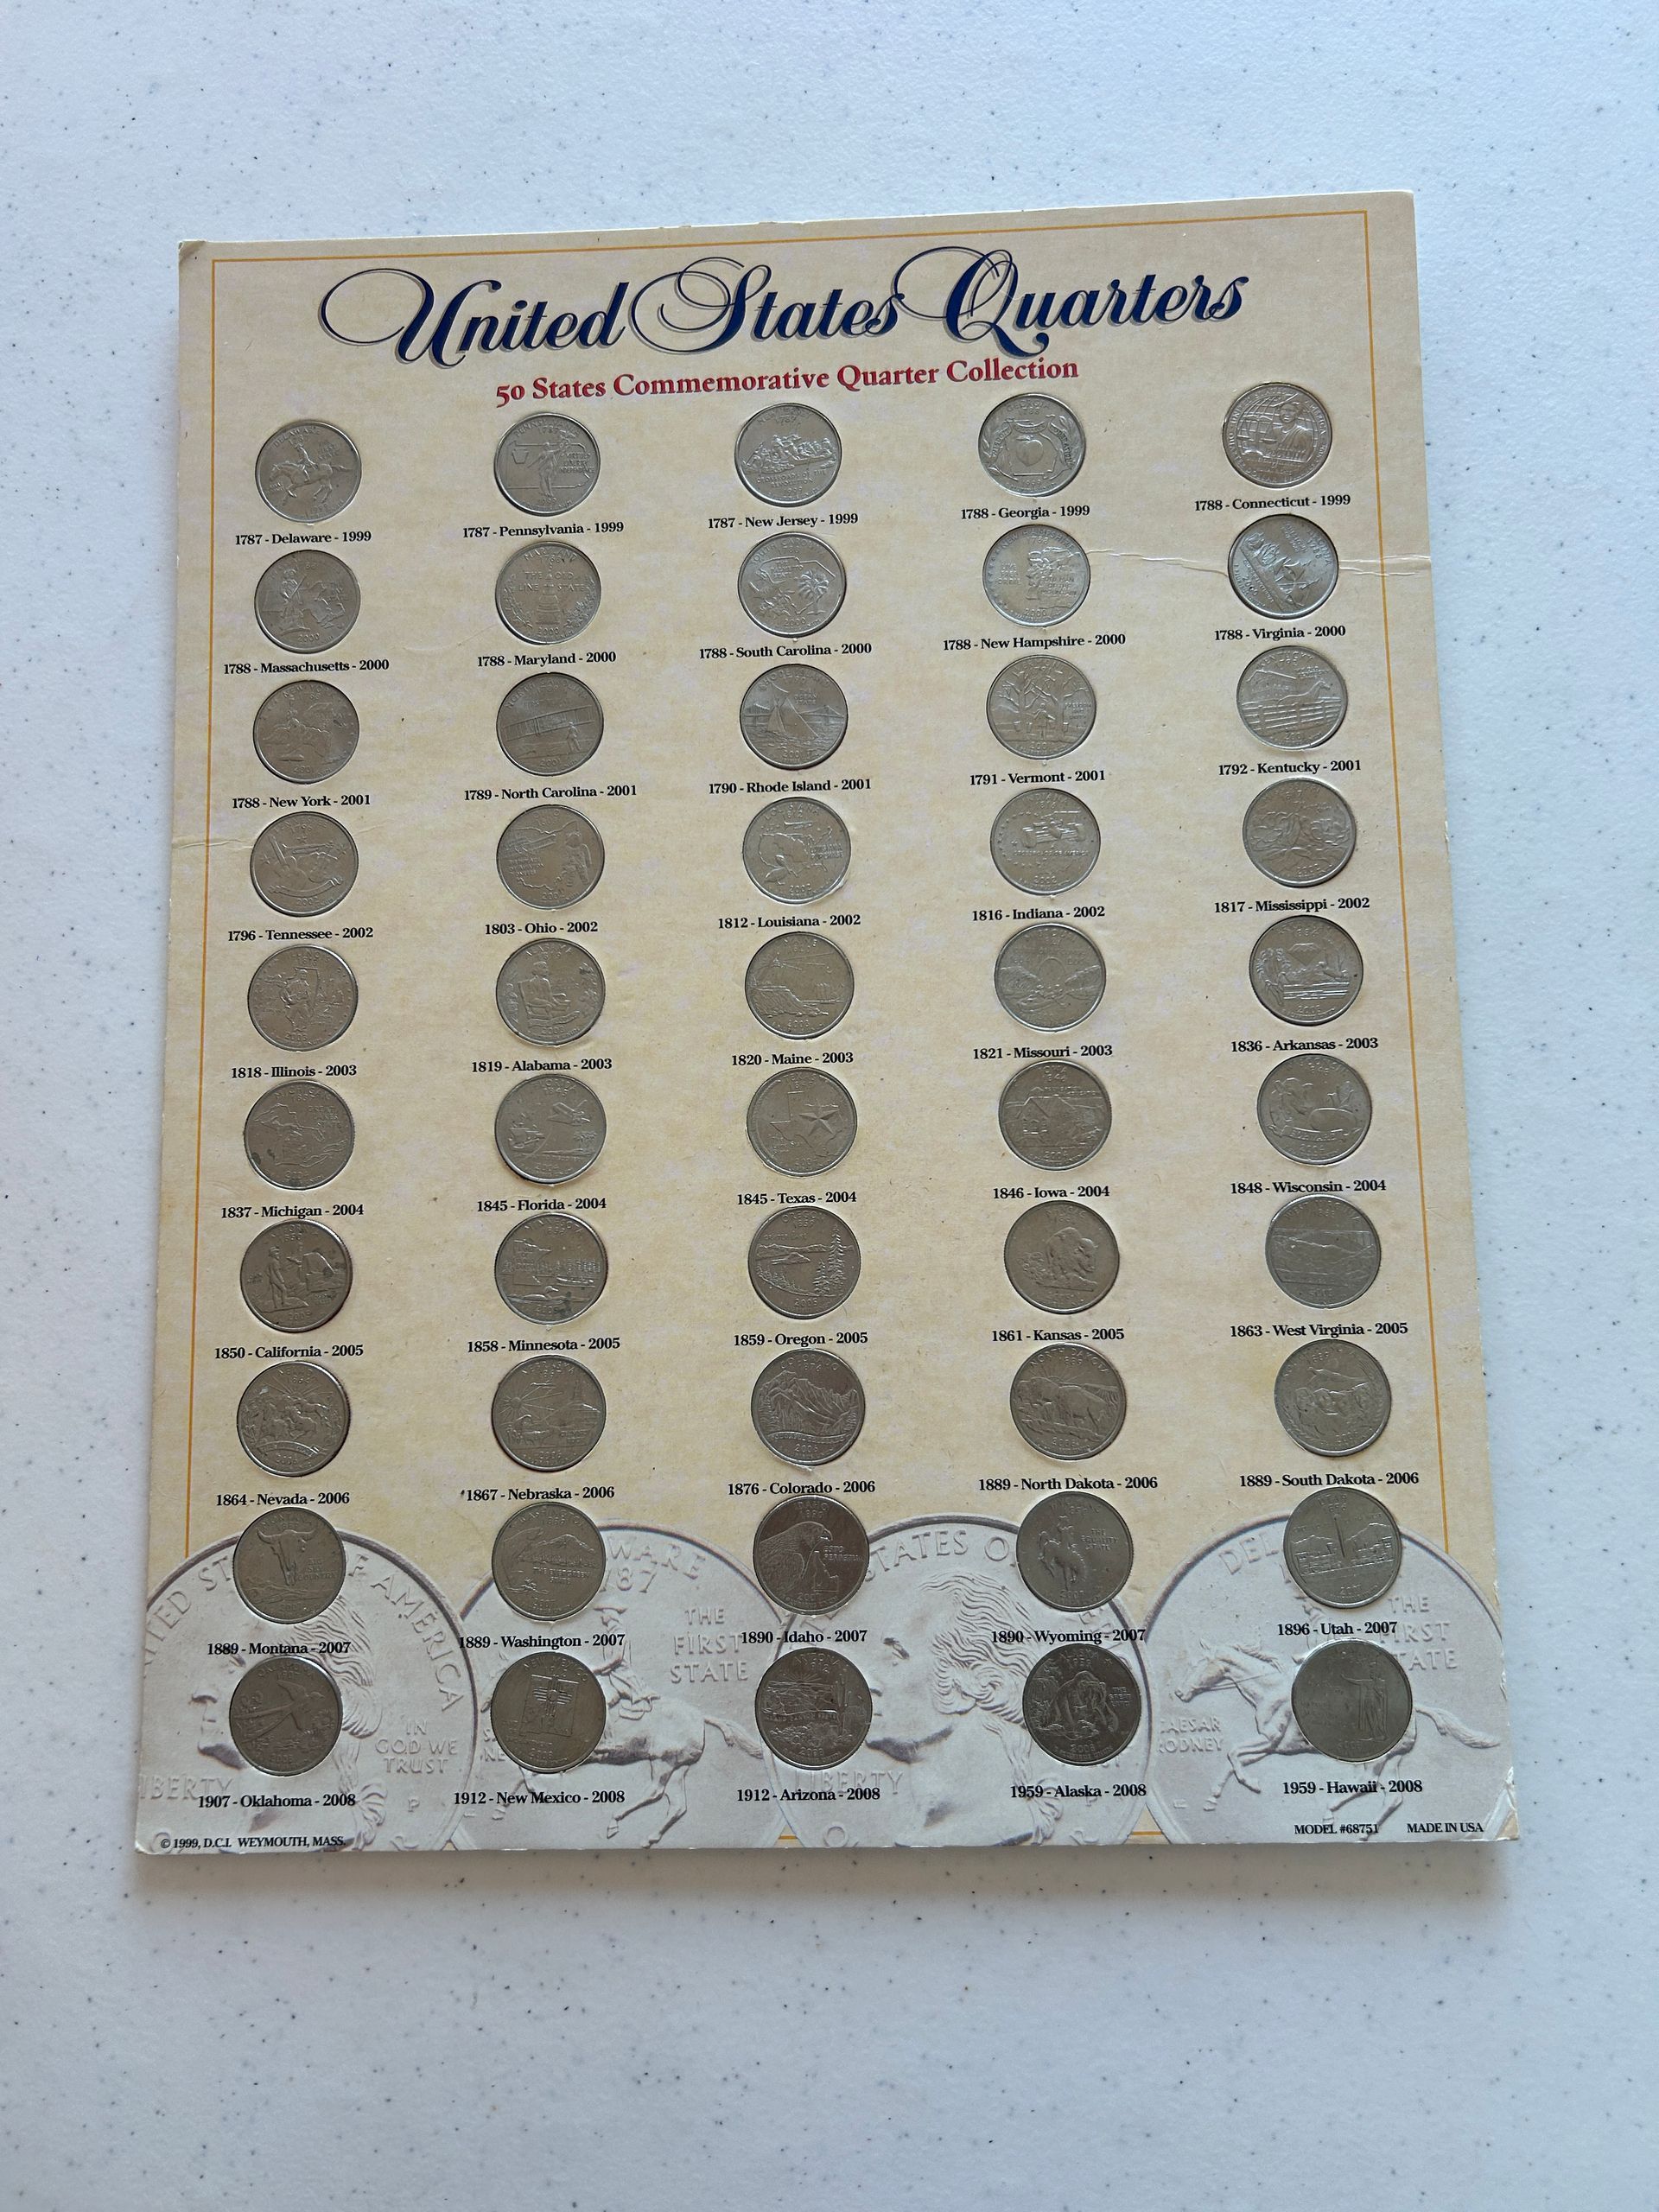 United States Quarters
50 States Commemorative Quarter Collection
1787 - Delaware - 1999
1787 - Pennsylvania - 1999
1787 - New Jersey - 1999
1788 - Georgia - 1999
1788 - Connecticut - 1999
1788 - Massachusetts - 2000
1788 - Maryland - 2000
1788 - South Carolina - 2000
1788 - New Hampshire - 2000
1788 - Virginia - 2000
1788 - New York - 2001
1789 - North Carolina - 2001
1790 - Rhode Island - 2001
1791 - Vermont - 2001
1792 - Kentucky - 2001
1796 - Tennessee - 2002
1803 - Ohio - 2002
1812 - Louisiana - 2002
1816 - Indiana - 2002
1817 - Mississippi - 2002
1818 - Illinois - 2003
1819 - Alabama - 2003
1820 - Maine - 2003
1821 - Missouri - 2003
1836 - Arkansas - 2003
1837 - Michigan - 2004
1845 - Florida - 2004
1845 - Texas - 2004
1846 - Iowa - 2004
1848 - Wisconsin - 2004
1850 - California - 2005
1858 - Minnesota - 2005
1859 - Oregon - 2005
1861 - Kansas - 2005
1863 - West Virginia - 2005
1864 - Nevada - 2006
1867 - Nebraska - 2006
1876 - Colorado - 2006
1889 - North Dakota - 2006
1889 - South Dakota - 2006
1889 - Montana - 2007
1889 - Washington - 2007
1890 - Idaho - 2007
1890 - Wyoming - 2007
1896 - Utah - 2007
AMERICA
THE
FIRST
STATE
IN
GOD WE
TRUST
LIBERTY
1907 - Oklahoma - 2008
1912 - New Mexico - 2008
1912 - Arizona - 2008
1959 - Alaska - 2008
1959 - Hawaii - 2008
© 1999, D.C.I. WEYMOUTH, MASS.
MODEL #68751
MADE IN USA